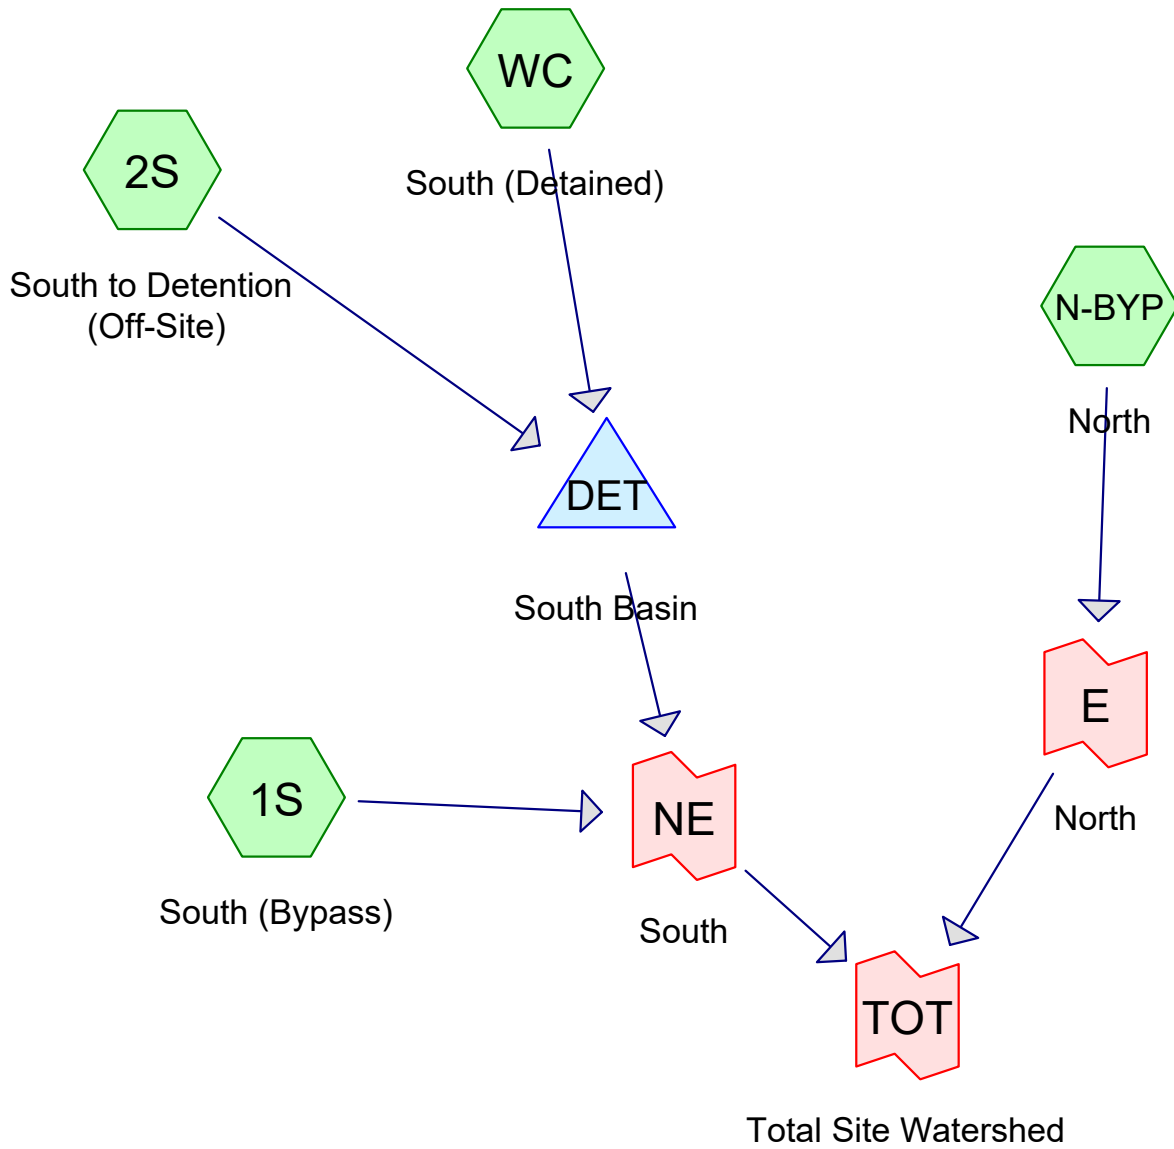 WC
South (Detained)
2S
South to Detention
(Off-Site)
N-BYP
North
DET
South Basin
E
North
1S
South (Bypass)
NE
South
TOT
Total Site Watershed